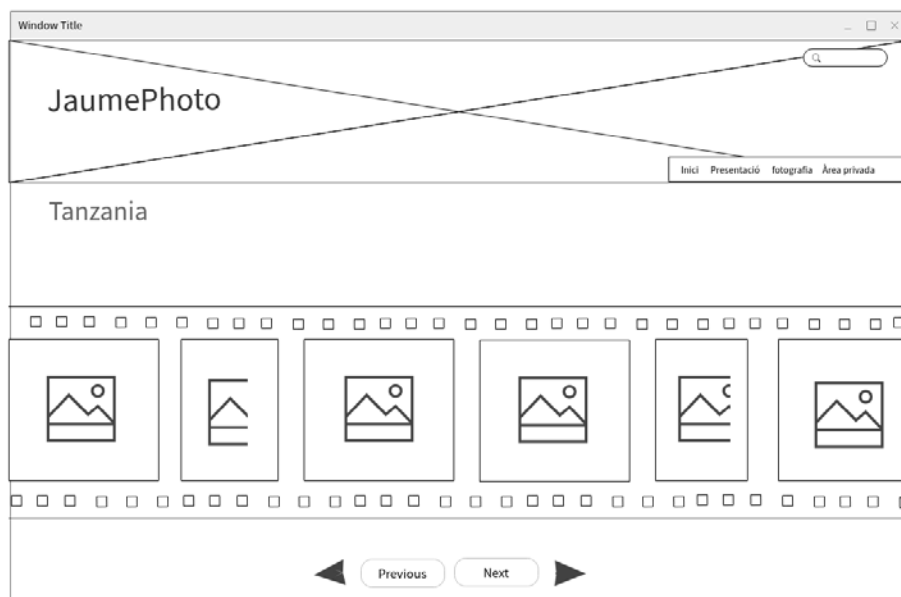 Window Title
JaumePhoto
Inici Presentació fotografia Àrea privada
Tanzania
Previous Next